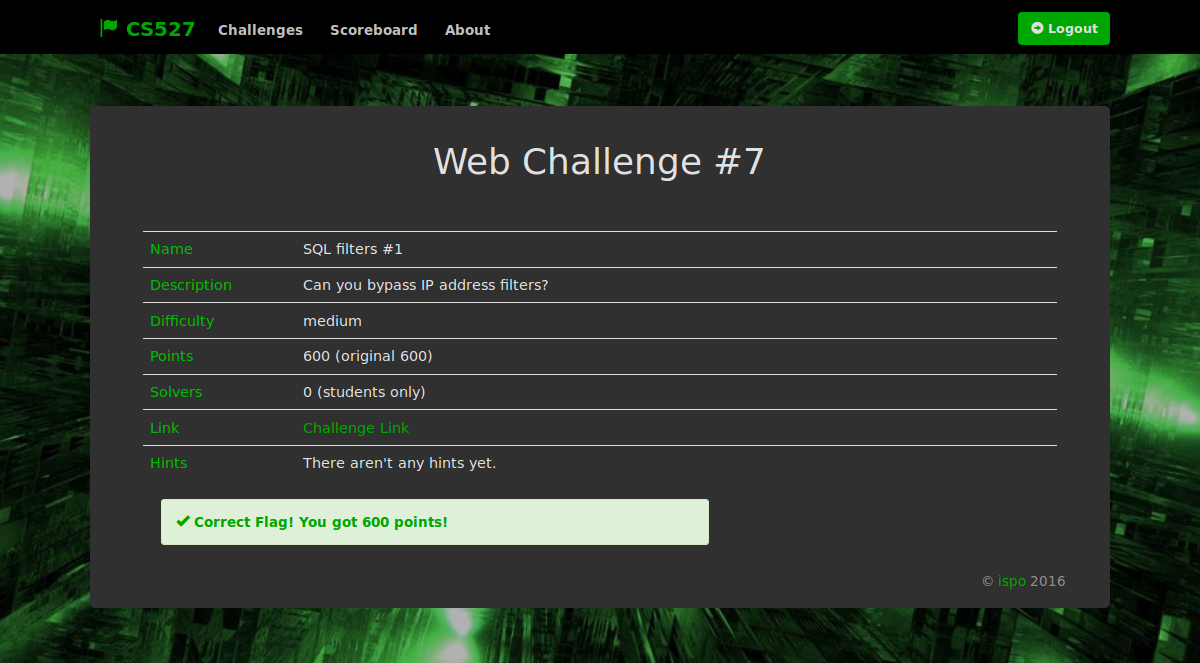 CS527 Challenges Scoreboard About Logout
Web Challenge #7
Name SQL filters #1
Description Can you bypass IP address filters?
Difficulty medium
Points 600 (original 600)
Solvers 0 (students only)
Link Challenge Link
Hints There aren't any hints yet.
Correct Flag! You got 600 points!
© ispo 2016